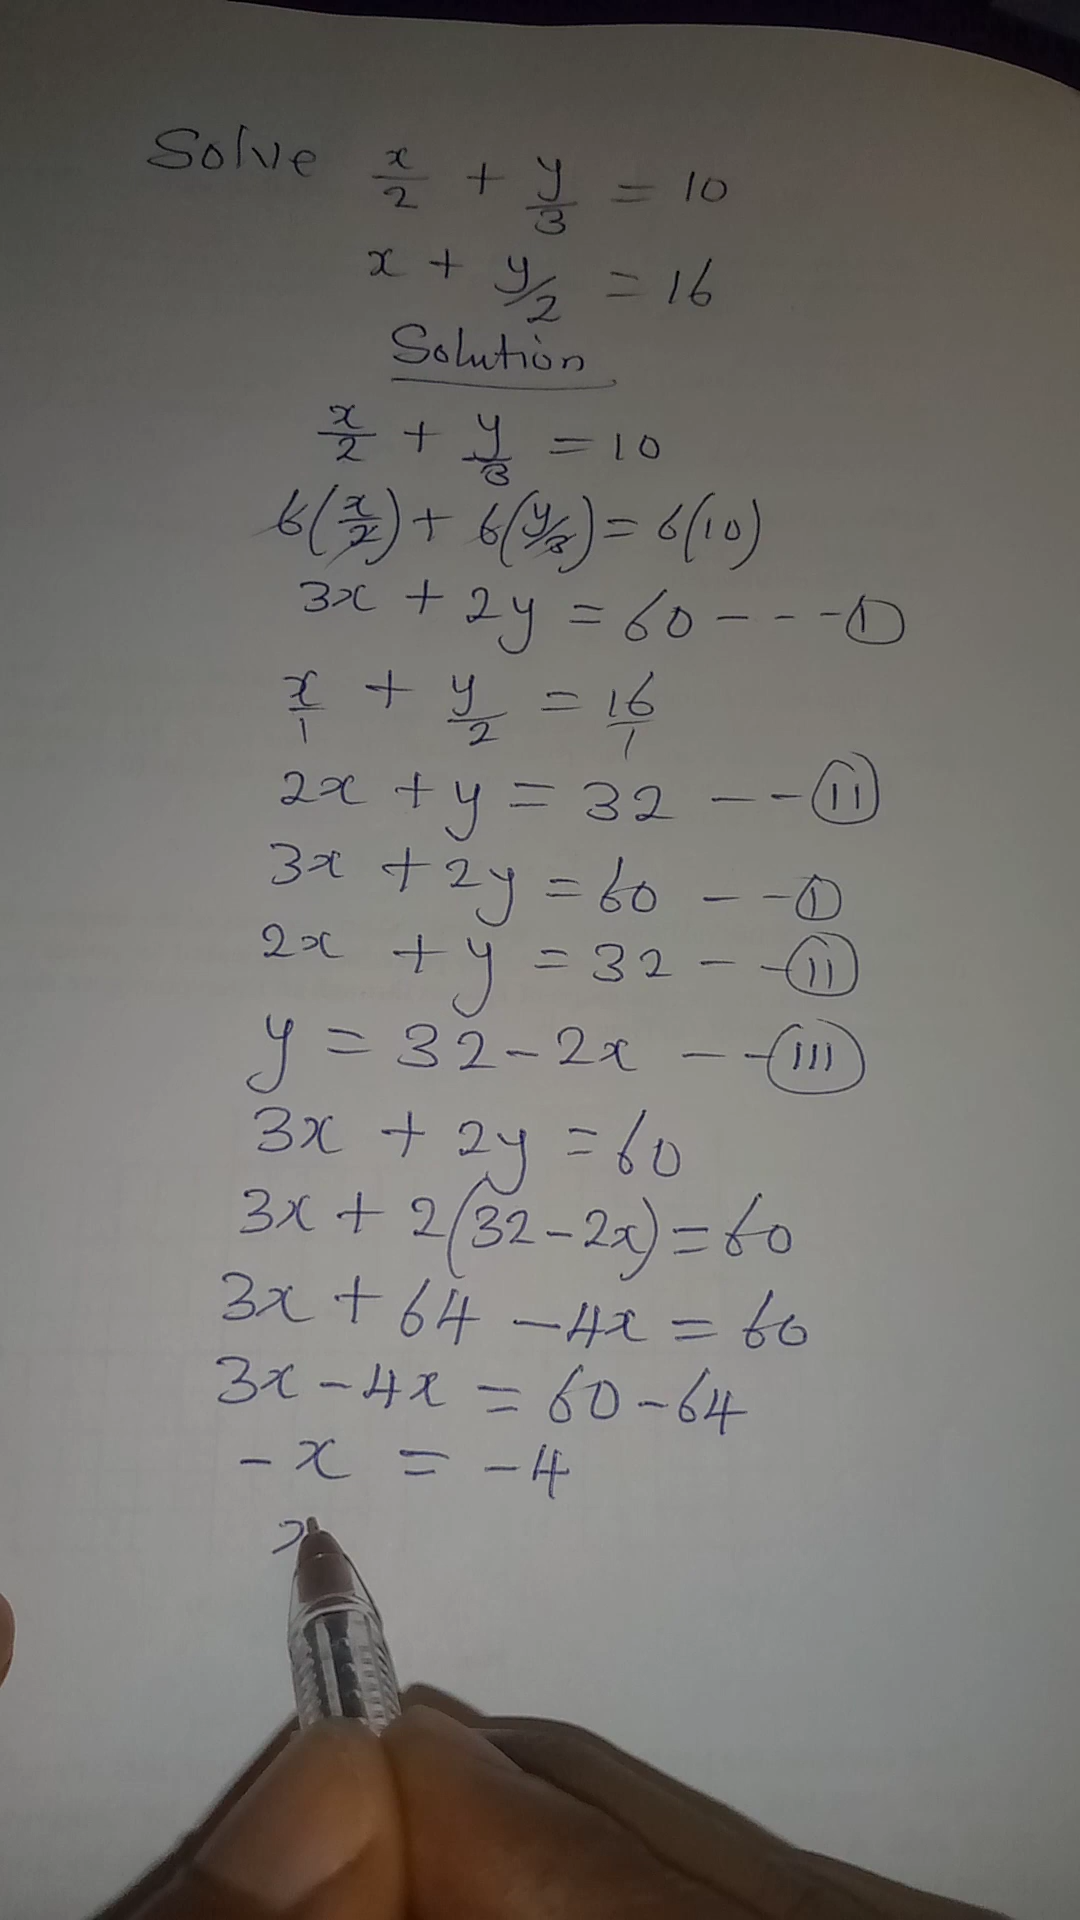 Solve x/2 + y/3 = 10
x + y/2 = 16
Solution
x/2 + y/3 = 10
6(x/2) + 6(y/3) = 6(10)
3x + 2y = 60 - - - (1)
x/1 + y/2 = 16/1
2x + y = 32 - - (11)
3x + 2y = 60 - - (1)
2x + y = 32 - - (11)
y = 32 - 2x - - (111)
3x + 2y = 60
3x + 2(32 - 2x) = 60
3x + 64 - 4x = 60
3x - 4x = 60 - 64
- x = - 4
x